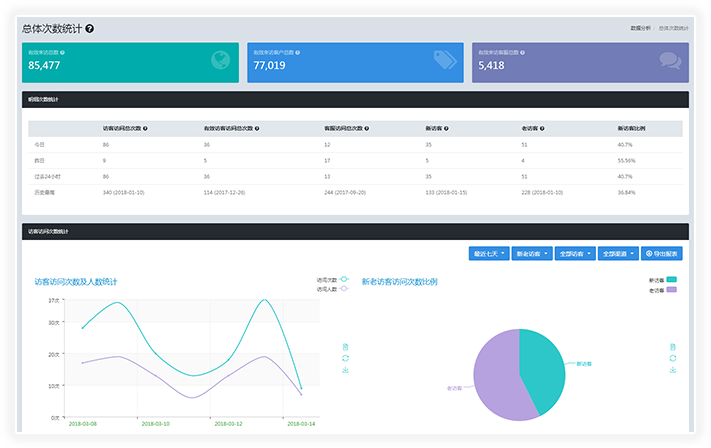 总体次数统计
数据分析 / 总体次数统计
有效来访总数
85,477
有效来访客户总数
77,019
有效来访客服总数
5,418
明细次数统计
访客访问总次数 有效访客访问总次数 客服访问总次数 新访客 老访客 新访客比例
今日 86 36 12 35 51 40.7%
昨日 9 5 17 5 4 55.56%
过去24小时 86 36 13 35 51 40.7%
历史最高 340 (2018-01-10) 114 (2017-12-26) 244 (2017-09-20) 133 (2018-01-15) 228 (2018-01-10) 36.84%
访客访问次数统计
最近七天 新老访客 全部访客 全部渠道 导出报表
访客访问次数及人数统计
访问次数
访问人数
37次
30次
20次
10次
0次
2018-03-08 2018-03-10 2018-03-12 2018-03-14
新老访客访问次数比例
新访客
老访客
新访客
老访客